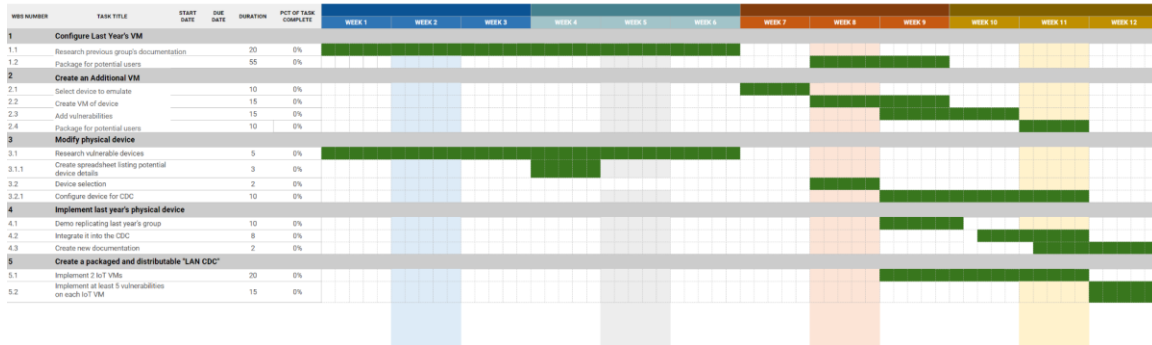 WBS NUMBER TASK TITLE START DATE DUE DATE DURATION PCT OF TASK COMPLETE WEEK 1 WEEK 2 WEEK 3 WEEK 4 WEEK 5 WEEK 6 WEEK 7 WEEK 8 WEEK 9 WEEK 10 WEEK 11 WEEK 12
1 Configure Last Year's VM
1.1 Research previous group's documentation 20 0%
1.2 Package for potential users 55 0%
2 Create an Additional VM
2.1 Select device to emulate 10 0%
2.2 Create VM of device 15 0%
2.3 Add vulnerabilities 15 0%
2.4 Package for potential users 10 0%
3 Modify physical device
3.1 Research vulnerable devices 5 0%
3.1.1 Create spreadsheet listing potential device details 3 0%
3.2 Device selection 2 0%
3.2.1 Configure device for CDC 10 0%
4 Implement last year's physical device
4.1 Demo replicating last year's group 10 0%
4.2 Integrate it into the CDC 8 0%
4.3 Create new documentation 2 0%
5 Create a packaged and distributable "LAN CDC"
5.1 Implement 2 IoT VMs 20 0%
5.2 Implement at least 5 vulnerabilities on each IoT VM 15 0%